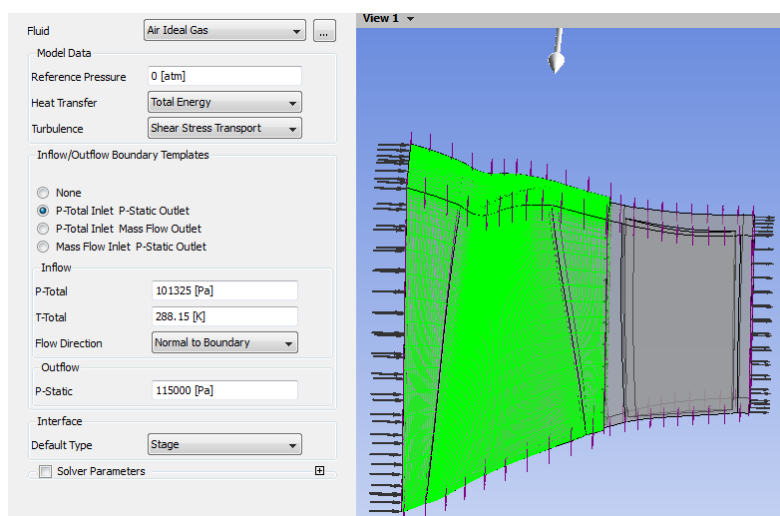 View 1
Fluid Air Ideal Gas ...
Model Data
Reference Pressure 0 [atm]
Heat Transfer Total Energy
Turbulence Shear Stress Transport
Inflow/Outflow Boundary Templates
None
P-Total Inlet P-Static Outlet
P-Total Inlet Mass Flow Outlet
Mass Flow Inlet P-Static Outlet
Inflow
P-Total 101325 [Pa]
T-Total 288.15 [K]
Flow Direction Normal to Boundary
Outflow
P-Static 115000 [Pa]
Interface
Default Type Stage
Solver Parameters